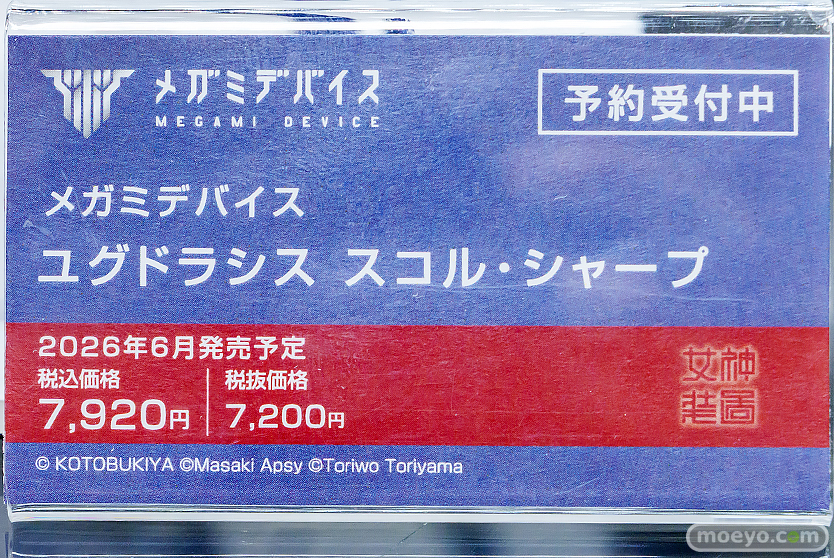 メガミデバイス
MEGAMI DEVICE
予約受付中
メガミデバイス
ユグドラシス スコル・シャープ
2026年6月発売予定
税込価格
7,920円
税抜価格
7,200円
女神装置
© KOTOBUKIYA ©Masaki Apsy ©Toriwo Toriyama
moeyo.com